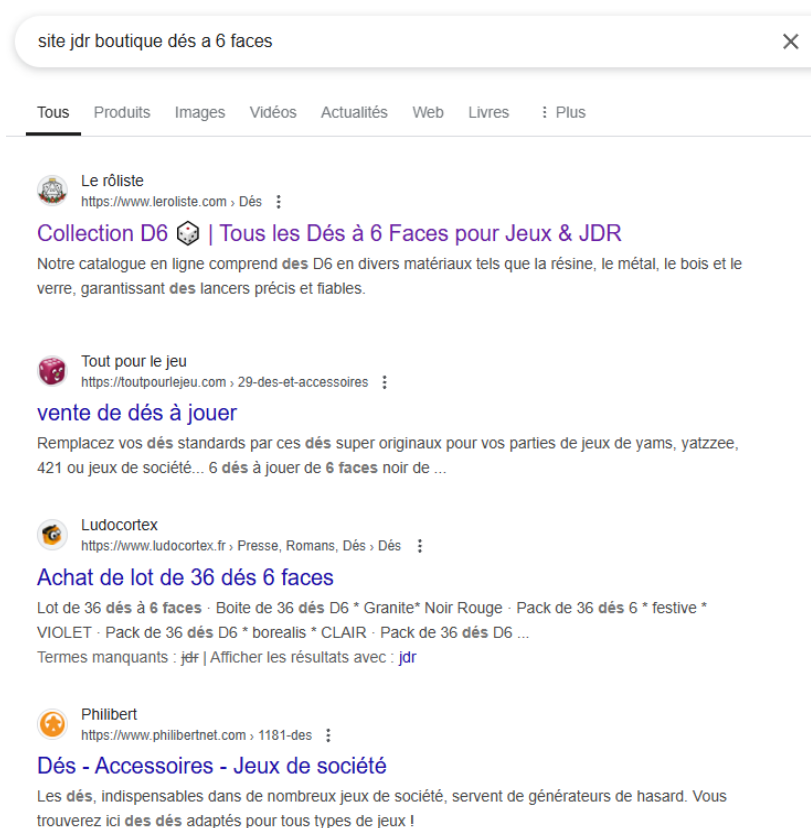 site jdr boutique dés a 6 faces
Tous Produits Images Vidéos Actualités Web Livres Plus
Le rôliste
https://www.leroliste.com › Dés
Collection D6 🎲 | Tous les Dés à 6 Faces pour Jeux & JDR
Notre catalogue en ligne comprend des D6 en divers matériaux tels que la résine, le métal, le bois et le
verre, garantissant des lancers précis et fiables.
Tout pour le jeu
https://toutpourlejeu.com › 29-des-et-accessoires
vente de dés à jouer
Remplacez vos dés standards par ces dés super originaux pour vos parties de jeux de yams, yatzzee,
421 ou jeux de société... 6 dés à jouer de 6 faces noir de ...
Ludocortex
https://www.ludocortex.fr › Presse, Romans, Dés › Dés
Achat de lot de 36 dés 6 faces
Lot de 36 dés à 6 faces · Boite de 36 dés D6 * Granite* Noir Rouge · Pack de 36 dés 6 * festive *
VIOLET · Pack de 36 dés D6 * borealis * CLAIR · Pack de 36 dés D6 ...
Termes manquants : jdr | Afficher les résultats avec : jdr
Philibert
https://www.philibertnet.com › 1181-des
Dés - Accessoires - Jeux de société
Les dés, indispensables dans de nombreux jeux de société, servent de générateurs de hasard. Vous
trouverez ici des dés adaptés pour tous types de jeux !